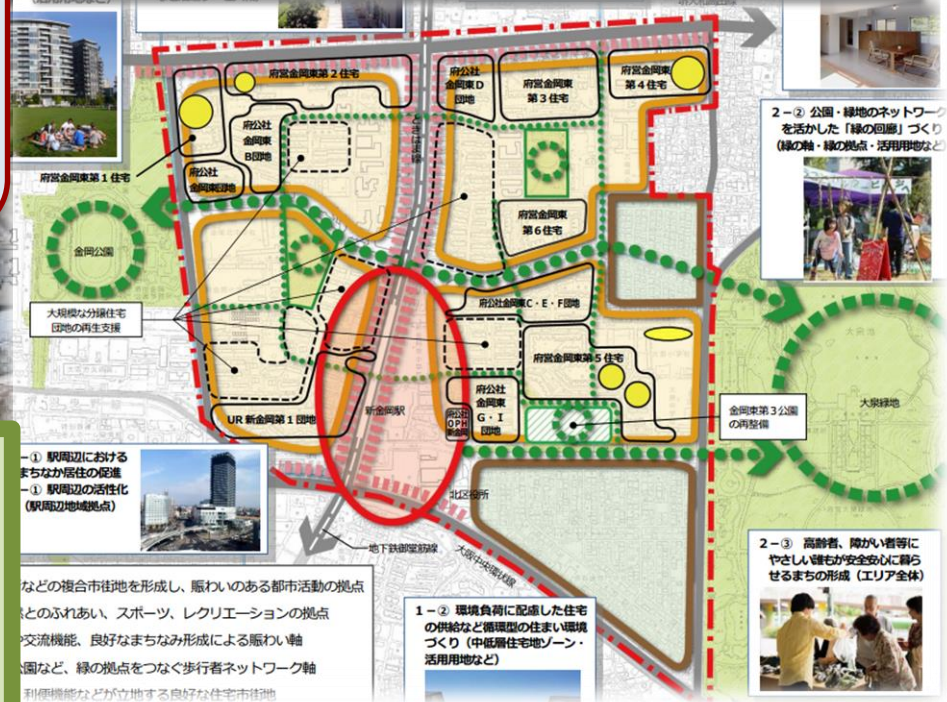 府営金岡東第２住宅
府公社
金岡東D
団地
府営金岡東
第３住宅
府営金岡東
第４住宅
２－② 公園・緑地のネットワーク
を活かした「緑の回廊」づくり
（緑の軸・緑の拠点・活用用地など）
ときはま線
府公社
金岡東
B団地
府公社
金岡東団地
府営金岡東第１住宅
府営金岡東
第６住宅
金岡公園
大規模な分譲住宅
団地の再生支援
府公社金岡東C・E・F団地
府営金岡東第５住宅
大泉緑地
UR 新金岡第１団地
新金岡駅
府公社
OPH
新金岡
府公社
金岡東
G・I
団地
金岡東第３公園
の再整備
北区役所
－① 駅周辺における
まちなか居住の促進
－① 駅周辺の活性化
（駅周辺地域拠点）
地下鉄御堂筋線
大阪中央環状線
２－③ 高齢者、障がい者等に
やさしい誰もが安全安心に暮ら
せるまちの形成（エリア全体）
などの複合市街地を形成し、賑わいのある都市活動の拠点
とのふれあい、スポーツ、レクリエーションの拠点
交流機能、良好なまちなみ形成による賑わい軸
公園など、緑の拠点をつなぐ歩行者ネットワーク軸
利便機能などが立地する良好な住宅市街地
１－② 環境負荷に配慮した住宅
の供給など循環型の住まい環境
づくり（中低層住宅地ゾーン・
活用用地など）